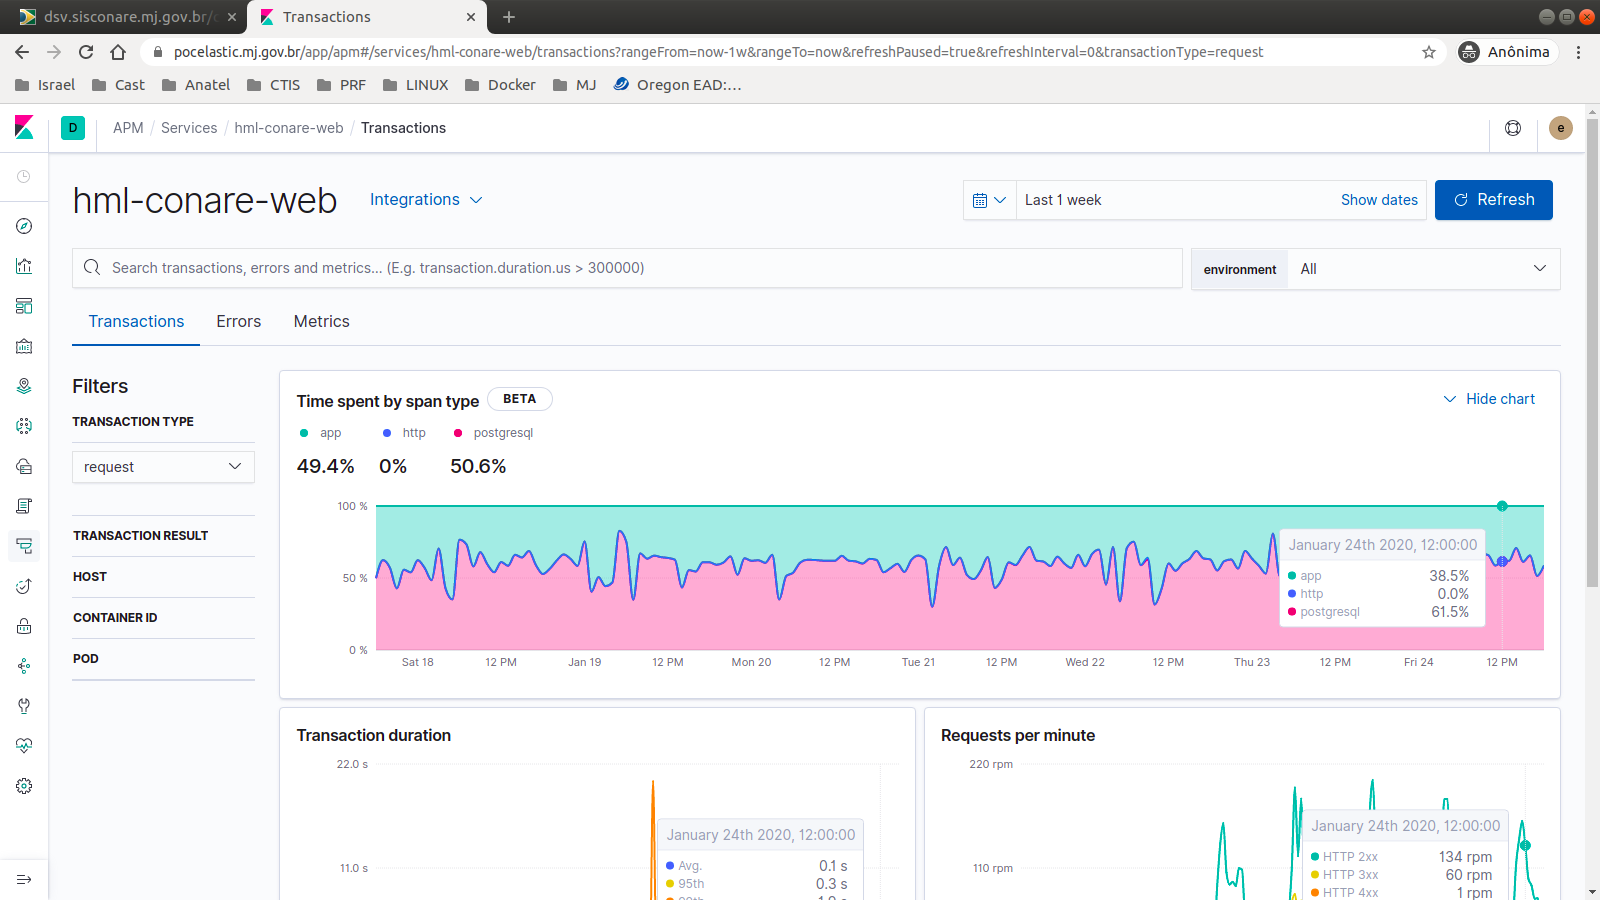 dsv.sisconare.mj.gov.br/
Transactions
pocelastic.mj.gov.br/app/apm#/services/hml-conare-web/transactions?rangeFrom=now-1w&rangeTo=now&refreshPaused=true&refreshInterval=0&transactionType=request
Anônima
Israel Cast Anatel CTIS PRF LINUX Docker MJ Oregon EAD:...
D APM / Services / hml-conare-web / Transactions e
hml-conare-web Integrations
Last 1 week Show dates Refresh
Search transactions, errors and metrics... (E.g. transaction.duration.us > 300000)
environment All
Transactions Errors Metrics
Filters
TRANSACTION TYPE
request
TRANSACTION RESULT
HOST
CONTAINER ID
POD
Time spent by span type BETA Hide chart
app http postgresql
49.4% 0% 50.6%
100 %
50 %
0 %
Sat 18 12 PM Jan 19 12 PM Mon 20 12 PM Tue 21 12 PM Wed 22 12 PM Thu 23 12 PM Fri 24 12 PM
January 24th 2020, 12:00:00
app 38.5%
http 0.0%
postgresql 61.5%
Transaction duration
22.0 s
11.0 s
January 24th 2020, 12:00:00
Avg. 0.1 s
95th 0.3 s
Requests per minute
220 rpm
110 rpm
January 24th 2020, 12:00:00
HTTP 2xx 134 rpm
HTTP 3xx 60 rpm
HTTP 4xx 1 rpm